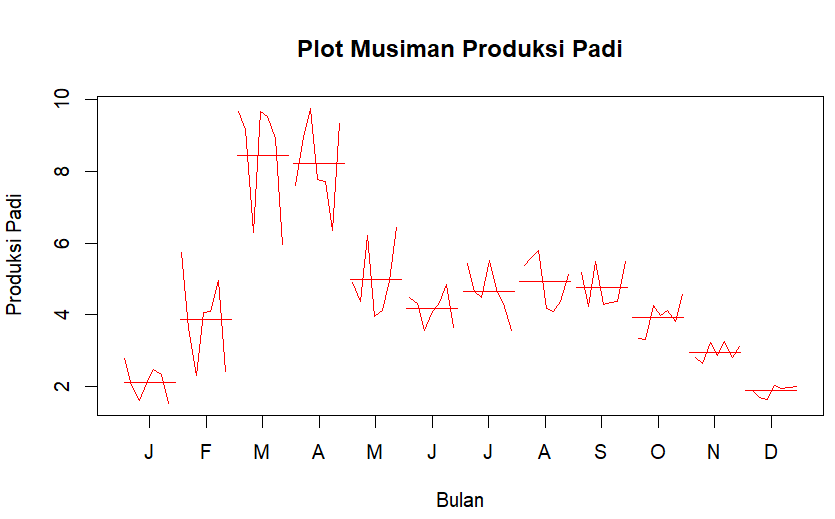 Plot Musiman Produksi Padi
Produksi Padi
10
8
6
4
2
J F M A M J J A S O N D
Bulan